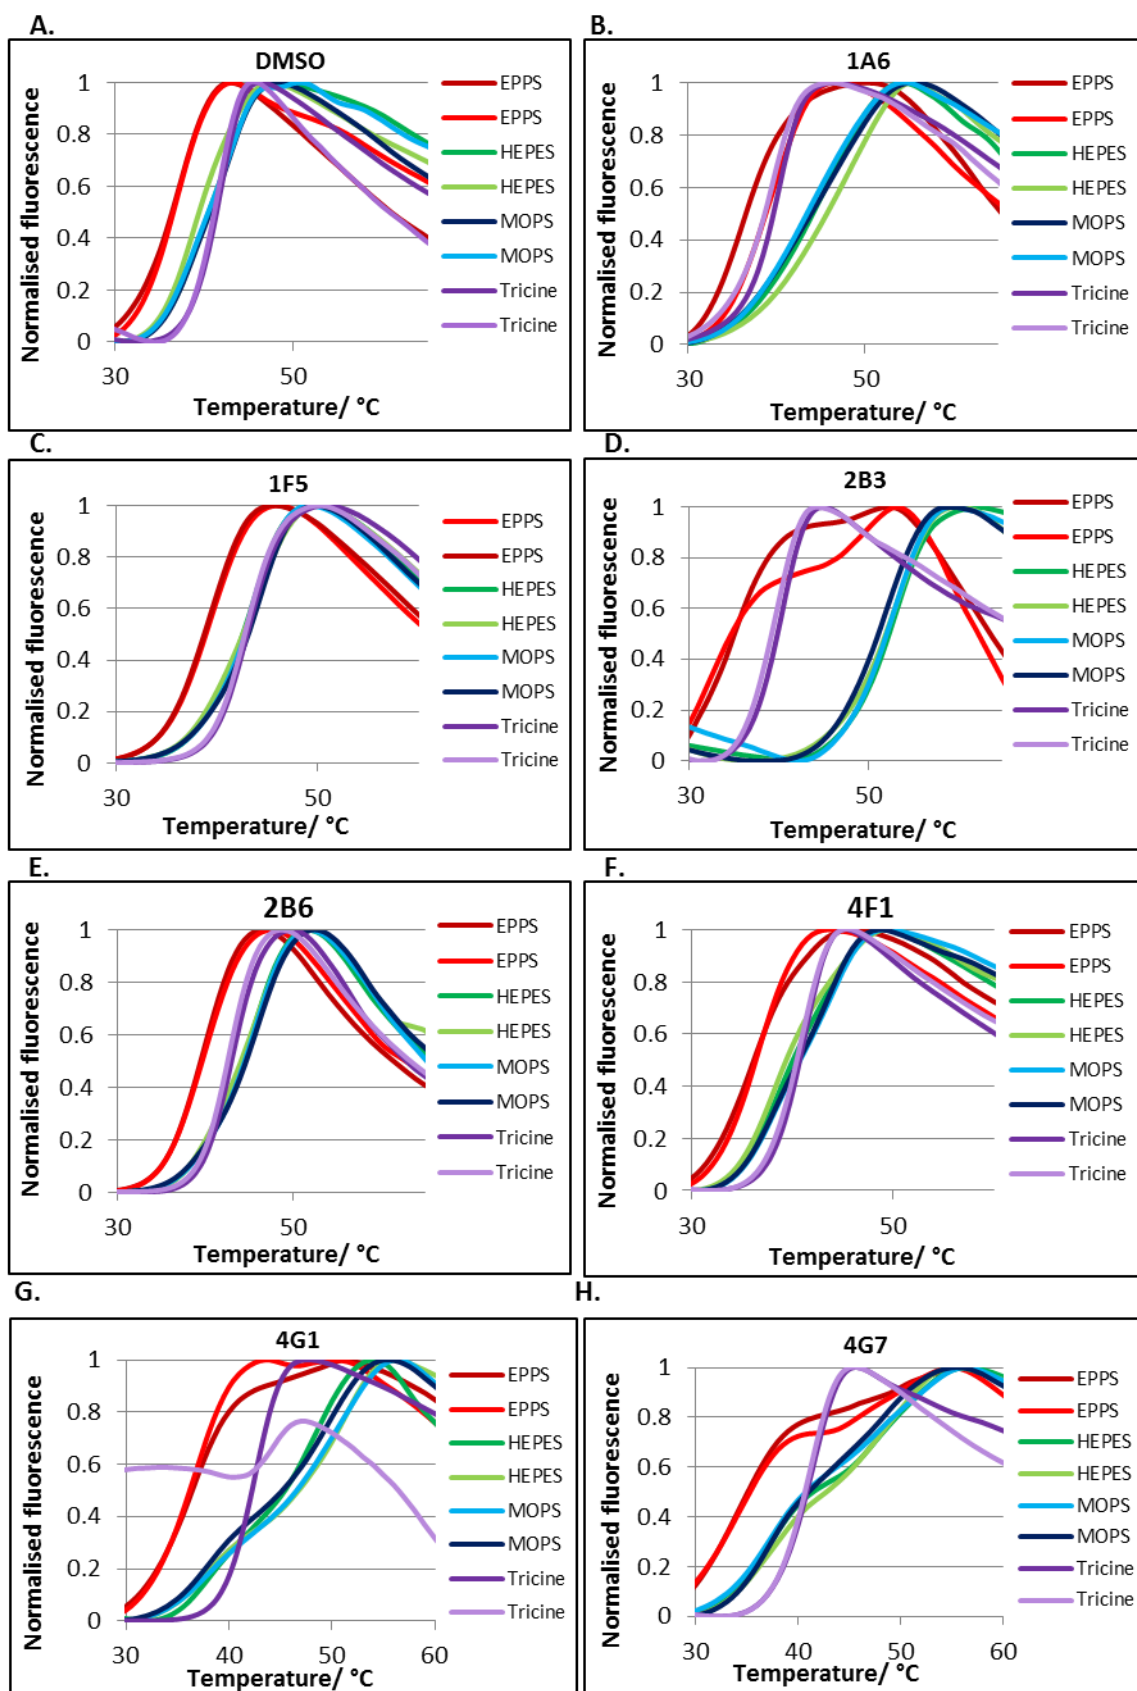 A.
DMSO
Normalised fluorescence
1
0.8
0.6
0.4
0.2
0
30
50
Temperature/ °C
EPPS
EPPS
HEPES
HEPES
MOPS
MOPS
Tricine
Tricine
B.
1A6
Normalised fluorescence
1
0.8
0.6
0.4
0.2
0
30
50
Temperature/ °C
EPPS
EPPS
HEPES
HEPES
MOPS
MOPS
Tricine
Tricine
C.
1F5
Normalised fluorescence
1
0.8
0.6
0.4
0.2
0
30
50
Temperature/ °C
EPPS
EPPS
HEPES
HEPES
MOPS
MOPS
Tricine
Tricine
D.
2B3
Normalised fluorescence
1
0.8
0.6
0.4
0.2
0
30
50
Temperature/ °C
EPPS
EPPS
HEPES
HEPES
MOPS
MOPS
Tricine
Tricine
E.
2B6
Normalised fluorescence
1
0.8
0.6
0.4
0.2
0
30
50
Temperature/ °C
EPPS
EPPS
HEPES
HEPES
MOPS
MOPS
Tricine
Tricine
F.
4F1
Normalised fluorescence
1
0.8
0.6
0.4
0.2
0
30
50
Temperature/ °C
EPPS
EPPS
HEPES
HEPES
MOPS
MOPS
Tricine
Tricine
G.
4G1
Normalised fluorescence
1
0.8
0.6
0.4
0.2
0
30
40
50
60
Temperature/ °C
EPPS
EPPS
HEPES
HEPES
MOPS
MOPS
Tricine
Tricine
H.
4G7
Normalised fluorescence
1
0.8
0.6
0.4
0.2
0
30
40
50
60
Temperature/ °C
EPPS
EPPS
HEPES
HEPES
MOPS
MOPS
Tricine
Tricine